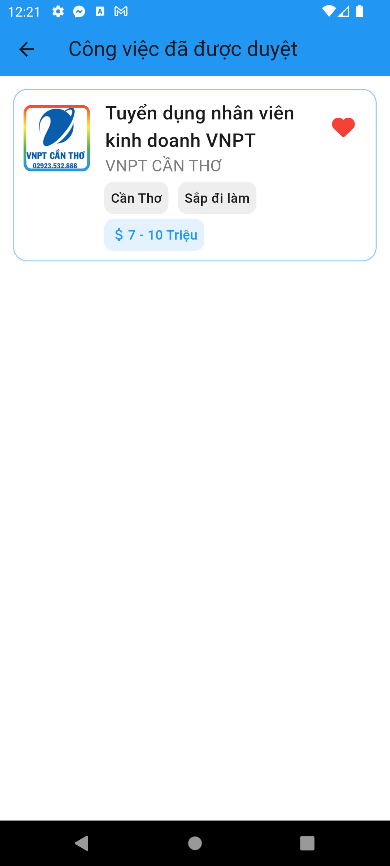 12:21
Công việc đã được duyệt
VNPT CẦN THƠ
02923.532.888
Tuyển dụng nhân viên
kinh doanh VNPT
VNPT CẦN THƠ
Cần Thơ Sắp đi làm
$ 7 - 10 Triệu